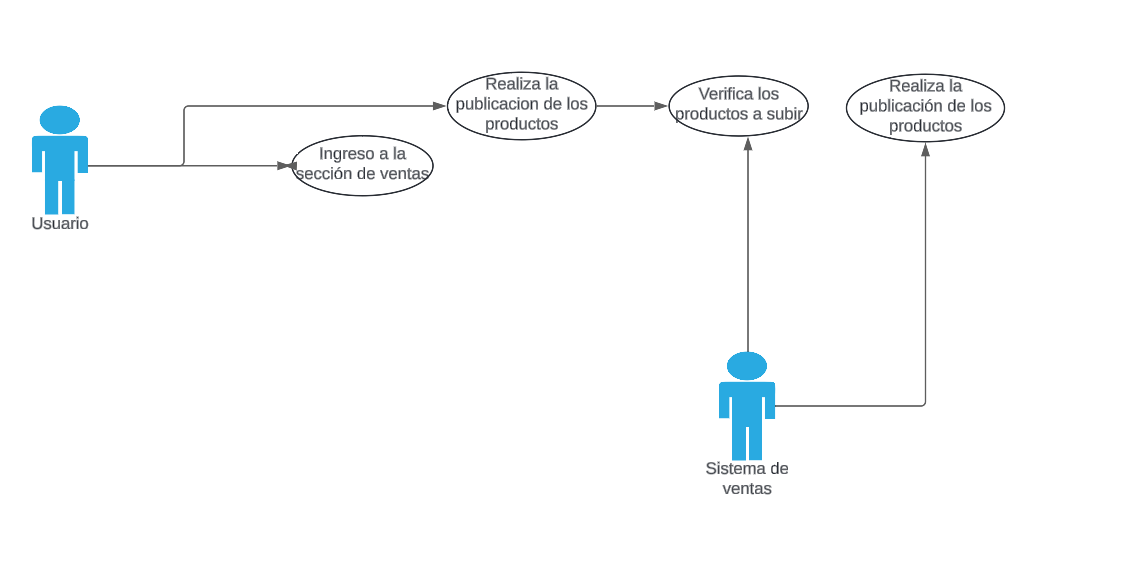 Realiza la
publicacion de los
productos
Verifica los
productos a subir
Realiza la
publicación de los
productos
Ingreso a la
sección de ventas
Usuario
Sistema de
ventas